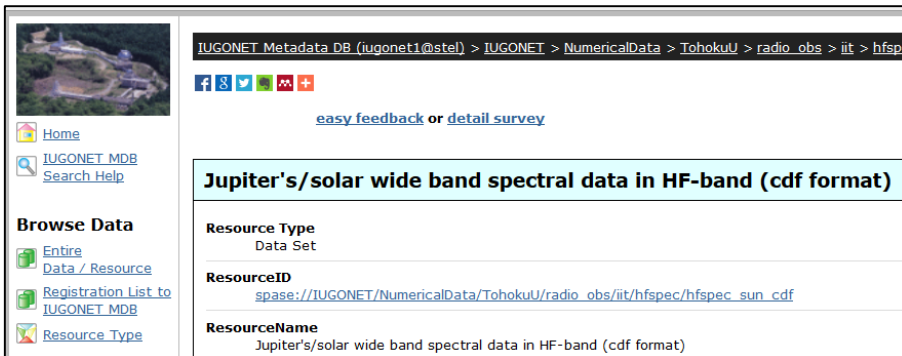 IUGONET Metadata DB (iugonet1@stel) > IUGONET > NumericalData > TohokuU > radio_obs > iit > hfsp
easy feedback or detail survey
Home
IUGONET MDB
Search Help
Browse Data
Entire
Data / Resource
Registration List to
IUGONET MDB
Resource Type
Jupiter's/solar wide band spectral data in HF-band (cdf format)
Resource Type
Data Set
ResourceID
spase://IUGONET/NumericalData/TohokuU/radio_obs/iit/hfspec/hfspec_sun_cdf
ResourceName
Jupiter's/solar wide band spectral data in HF-band (cdf format)